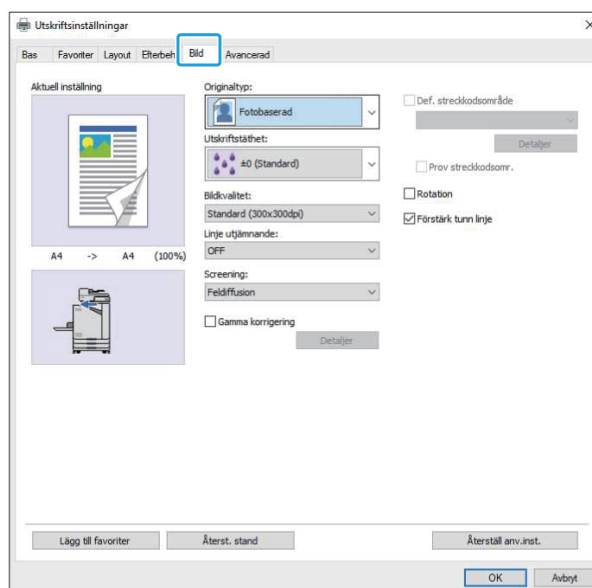 Utskriftsinställningar
Bas Favoriter Layout Efterbeh Bild Avancerad
Aktuell inställning
A4 -> A4 (100%)
Originaltyp:
Fotobaserad
Utskriftstäthet:
±0 (Standard)
Bildkvalitet:
Standard (300x300dpi)
Linje utjämnande:
OFF
Screening:
Feldiffusion
Gamma korrigering
Detaljer
Def. streckkodsområde
Detaljer
Prov streckkodsomr.
Rotation
Förstärk tunn linje
Lägg till favoriter Återst. stand Återställ anv.inst.
OK Avbryt